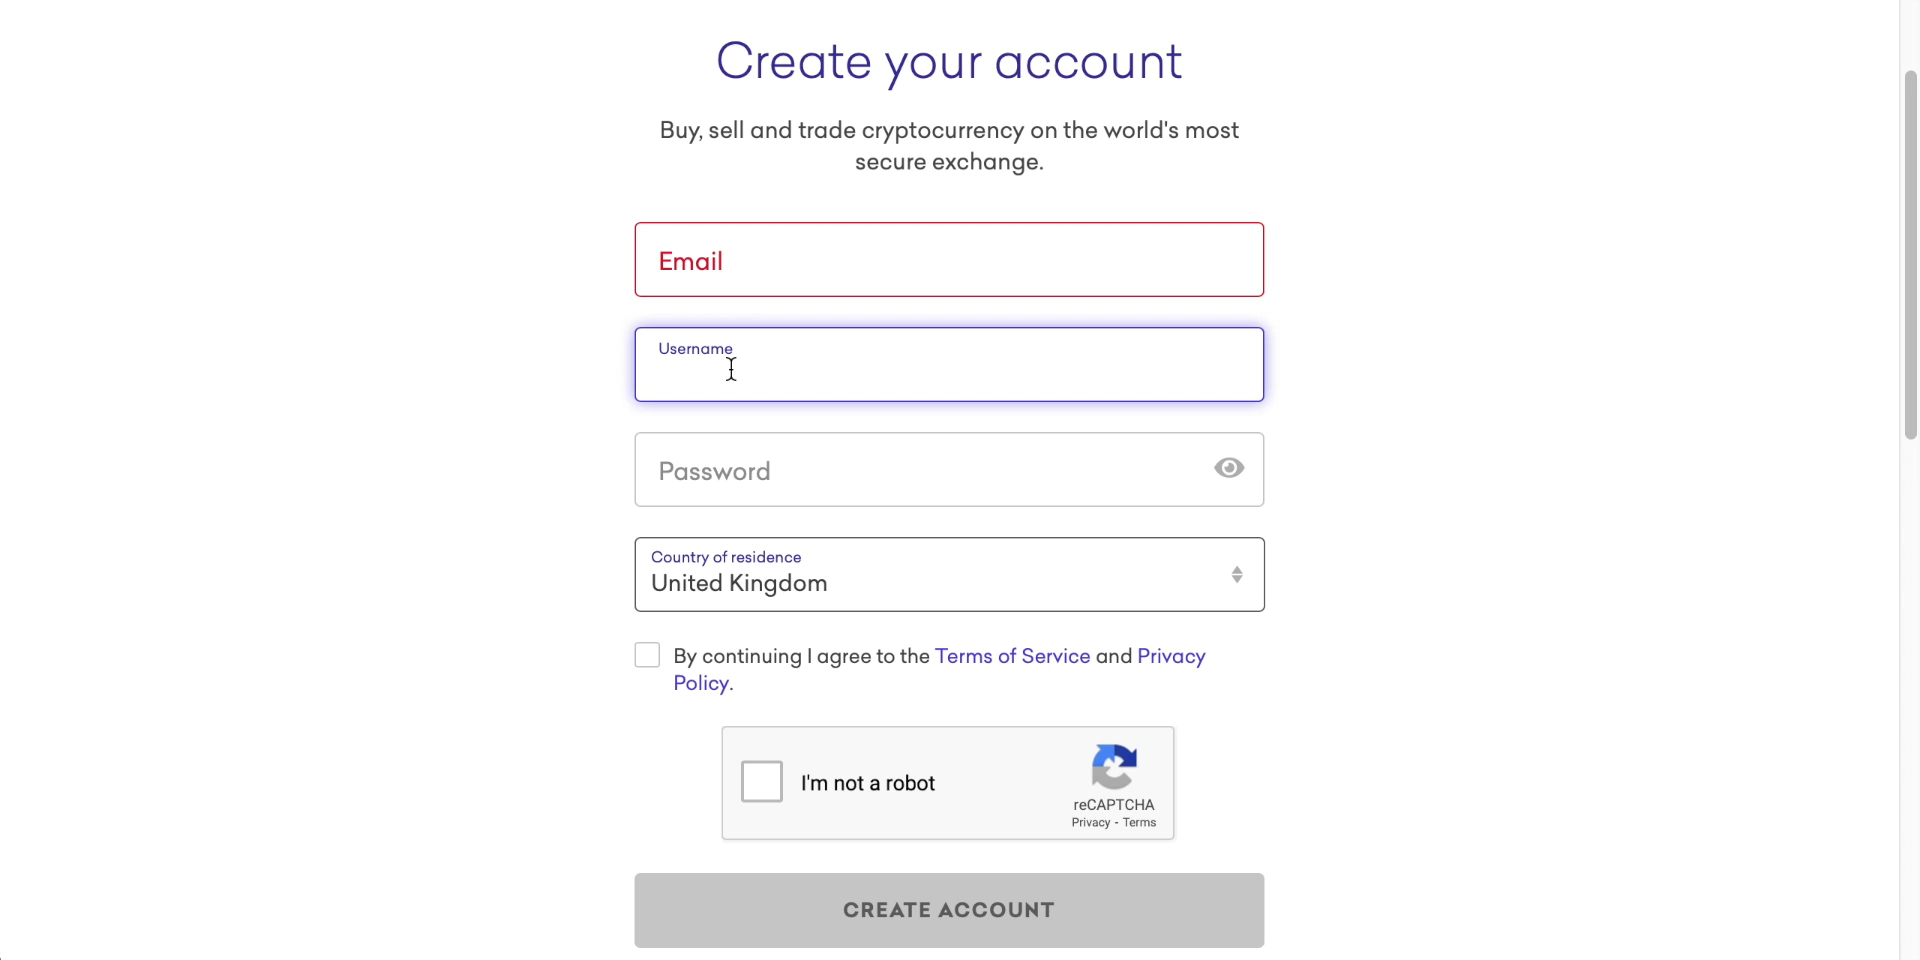 Create your account
Buy, sell and trade cryptocurrency on the world's most
secure exchange.
Email
Username
Password
Country of residence
United Kingdom
By continuing I agree to the Terms of Service and Privacy
Policy.
I'm not a robot
reCAPTCHA
Privacy - Terms
CREATE ACCOUNT